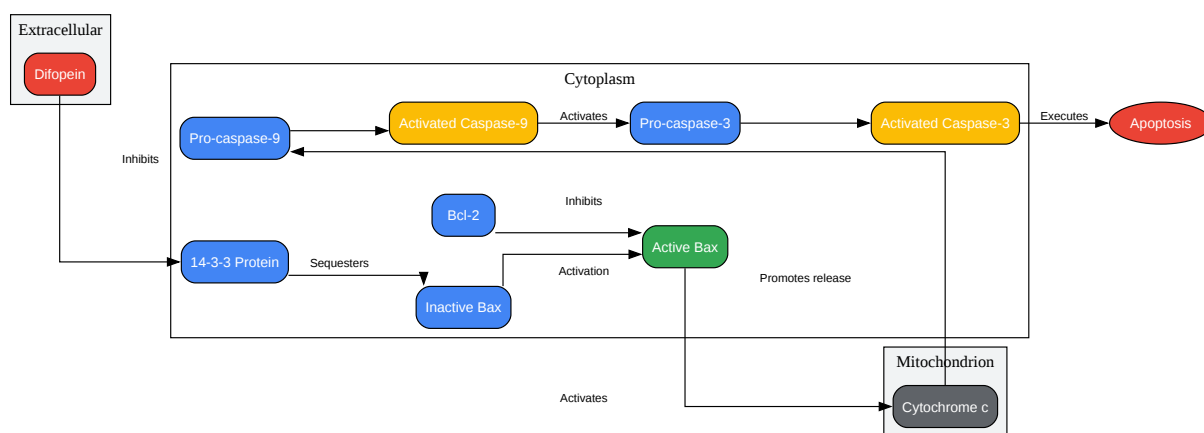 Extracellular
Difopein
Cytoplasm
Pro-caspase-9
Activated Caspase-9
Activates
Pro-caspase-3
Activated Caspase-3
Executes
Apoptosis
Inhibits
Bcl-2
Inhibits
Active Bax
14-3-3 Protein
Sequesters
Inactive Bax
Activation
Promotes release
Mitochondrion
Activates
Cytochrome c